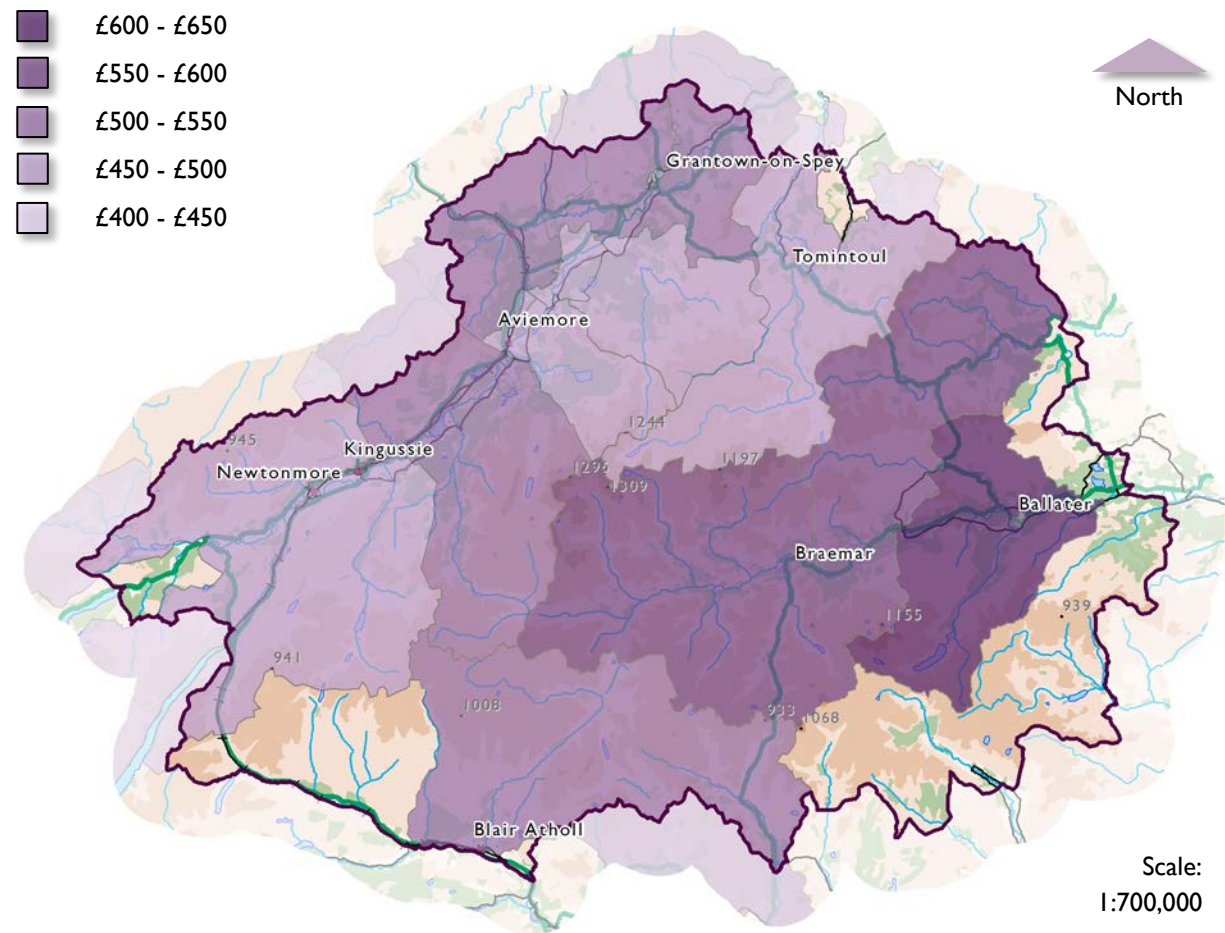 £600 - £650
£550 - £600
£500 - £550
£450 - £500
£400 - £450
North
Grantown-on-Spey
Tomintoul
Aviemore
1244
945
Kingussie
1197
1296
Newtonmore
1309
Ballater
Braemar
939
1155
941
1008
933
1068
Blair Atholl
Scale:
1:700,000